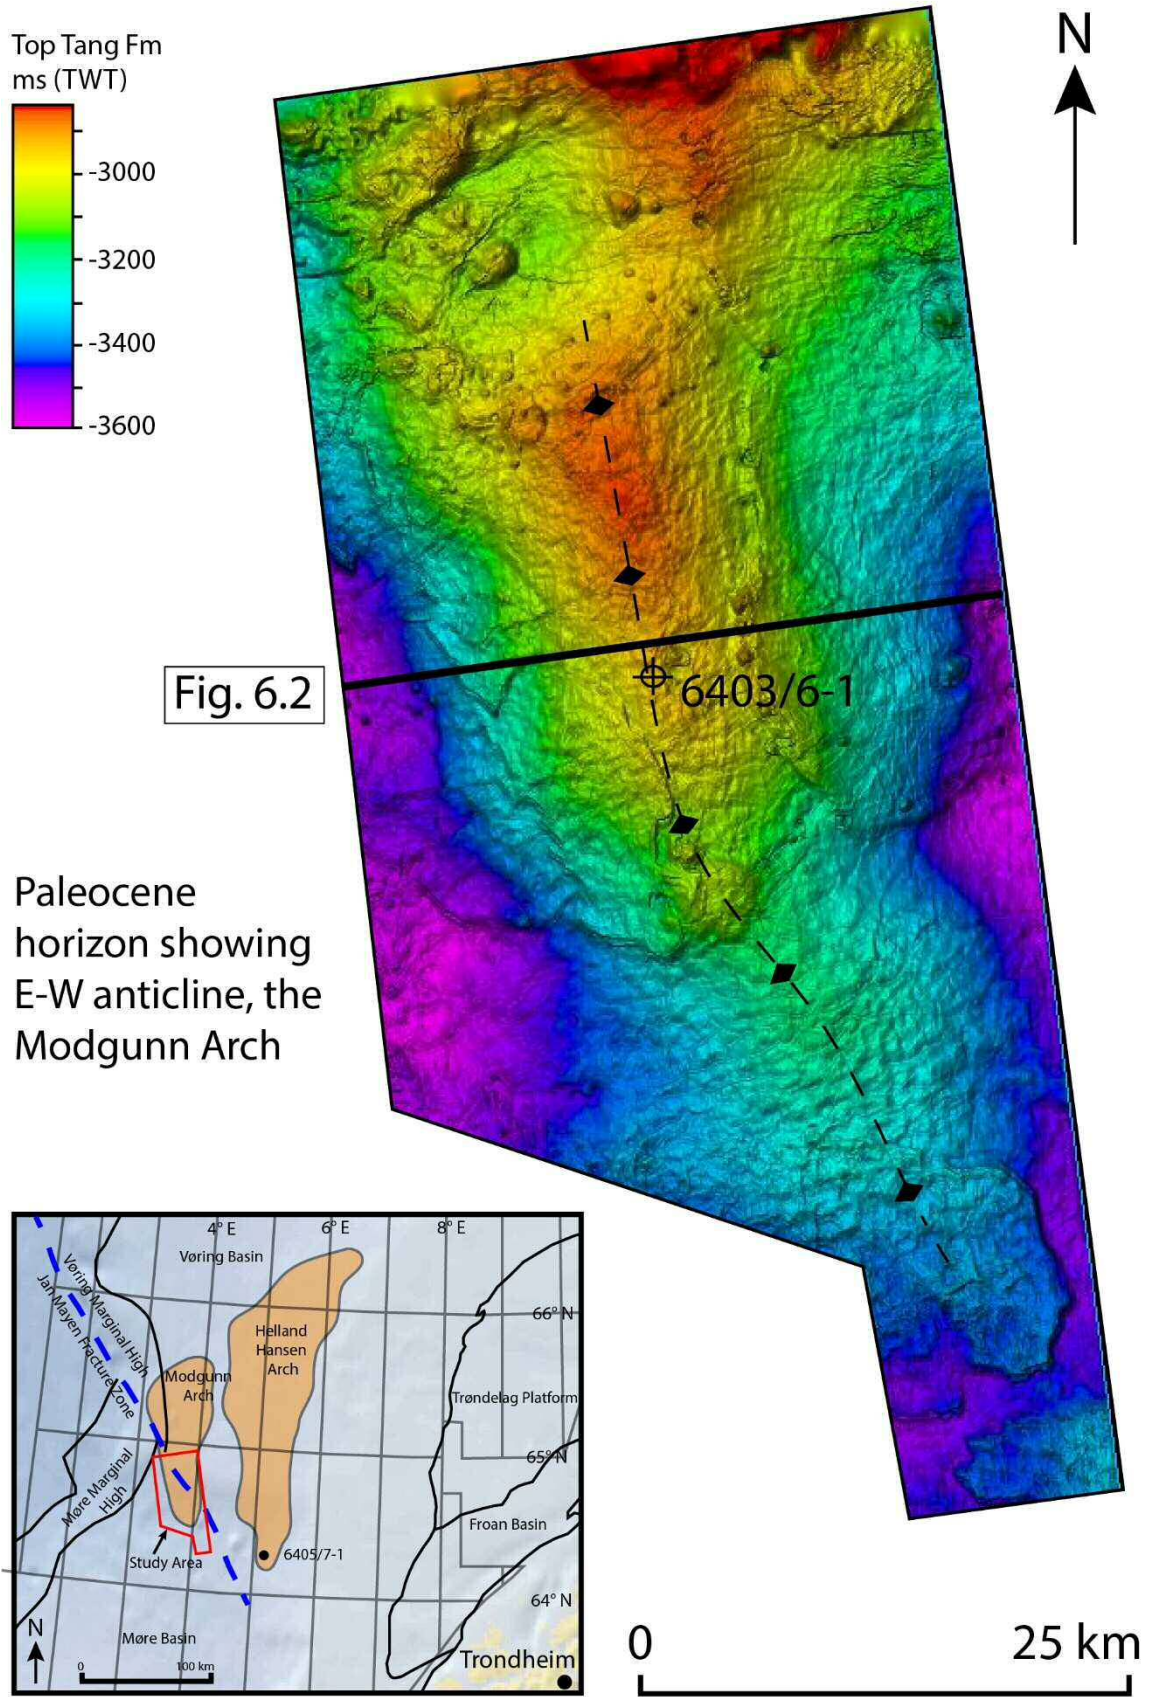 Top Tang Fm
ms (TWT)
-3000
-3200
-3400
-3600
N
Fig. 6.2
6403/6-1
Paleocene
horizon showing
E-W anticline, the
Modgunn Arch
4° E
6° E
8° E
Vøring Basin
Vøring Marginal High
Jan Mayen Fracture Zone
66° N
Helland
Hansen
Arch
Modgunn
Arch
Trøndelag Platform
65° N
Møre Marginal
High
Froan Basin
Study Area
6405/7-1
64° N
N
Møre Basin
Trondheim
0
100 km
0
25 km